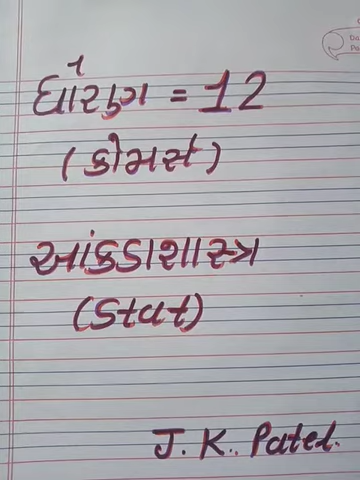 ધોરણ = 12
(કોમર્સ)
આંકડાશાસ્ત્ર
(Stat)
J. K. Patel.